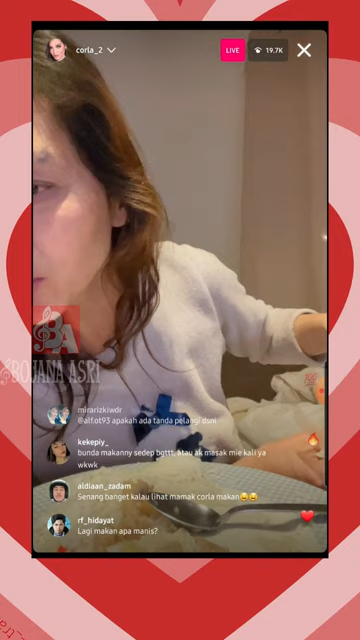 corla_2
LIVE
19.7K
BA
BOJANA ASRI
mirarizkiwdr
@alf.ot93 apakah ada tanda pelangi dsni
kekepiy_
bunda makanny sedep bgttt, atau ak masak mie kali ya
wkwk
aldiaan_zadam
Senang banget kalau lihat mamak corla makan😄😄
rf_hidayat
Lagi makan apa manis?